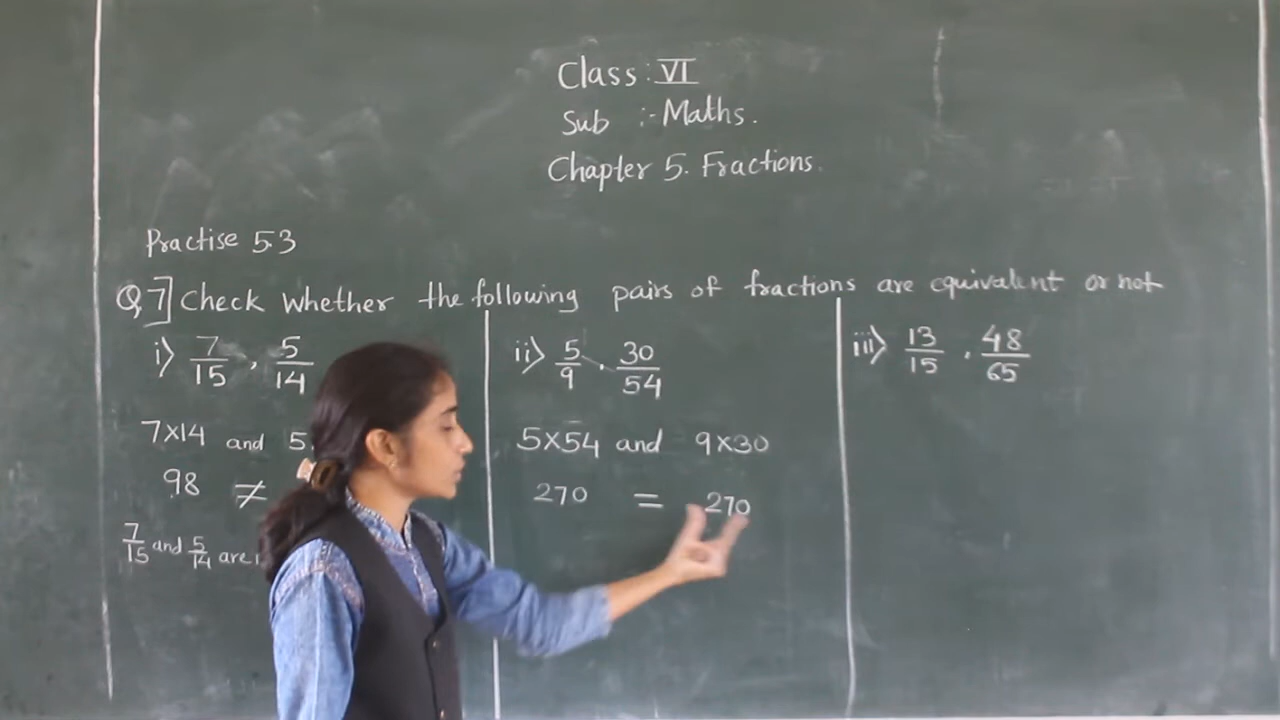 Class : VI
Sub :- Maths.
Chapter 5. Fractions.
Practise 5.3
Q,7] Check whether the following pairs of fractions are equivalent or not
i) 7/15 , 5/14
7×14 and 5
98 ≠
7/15 and 5/14 are
ii) 5/9 , 30/54
5×54 and 9×30
270 = 270
iii) 13/15 , 48/65